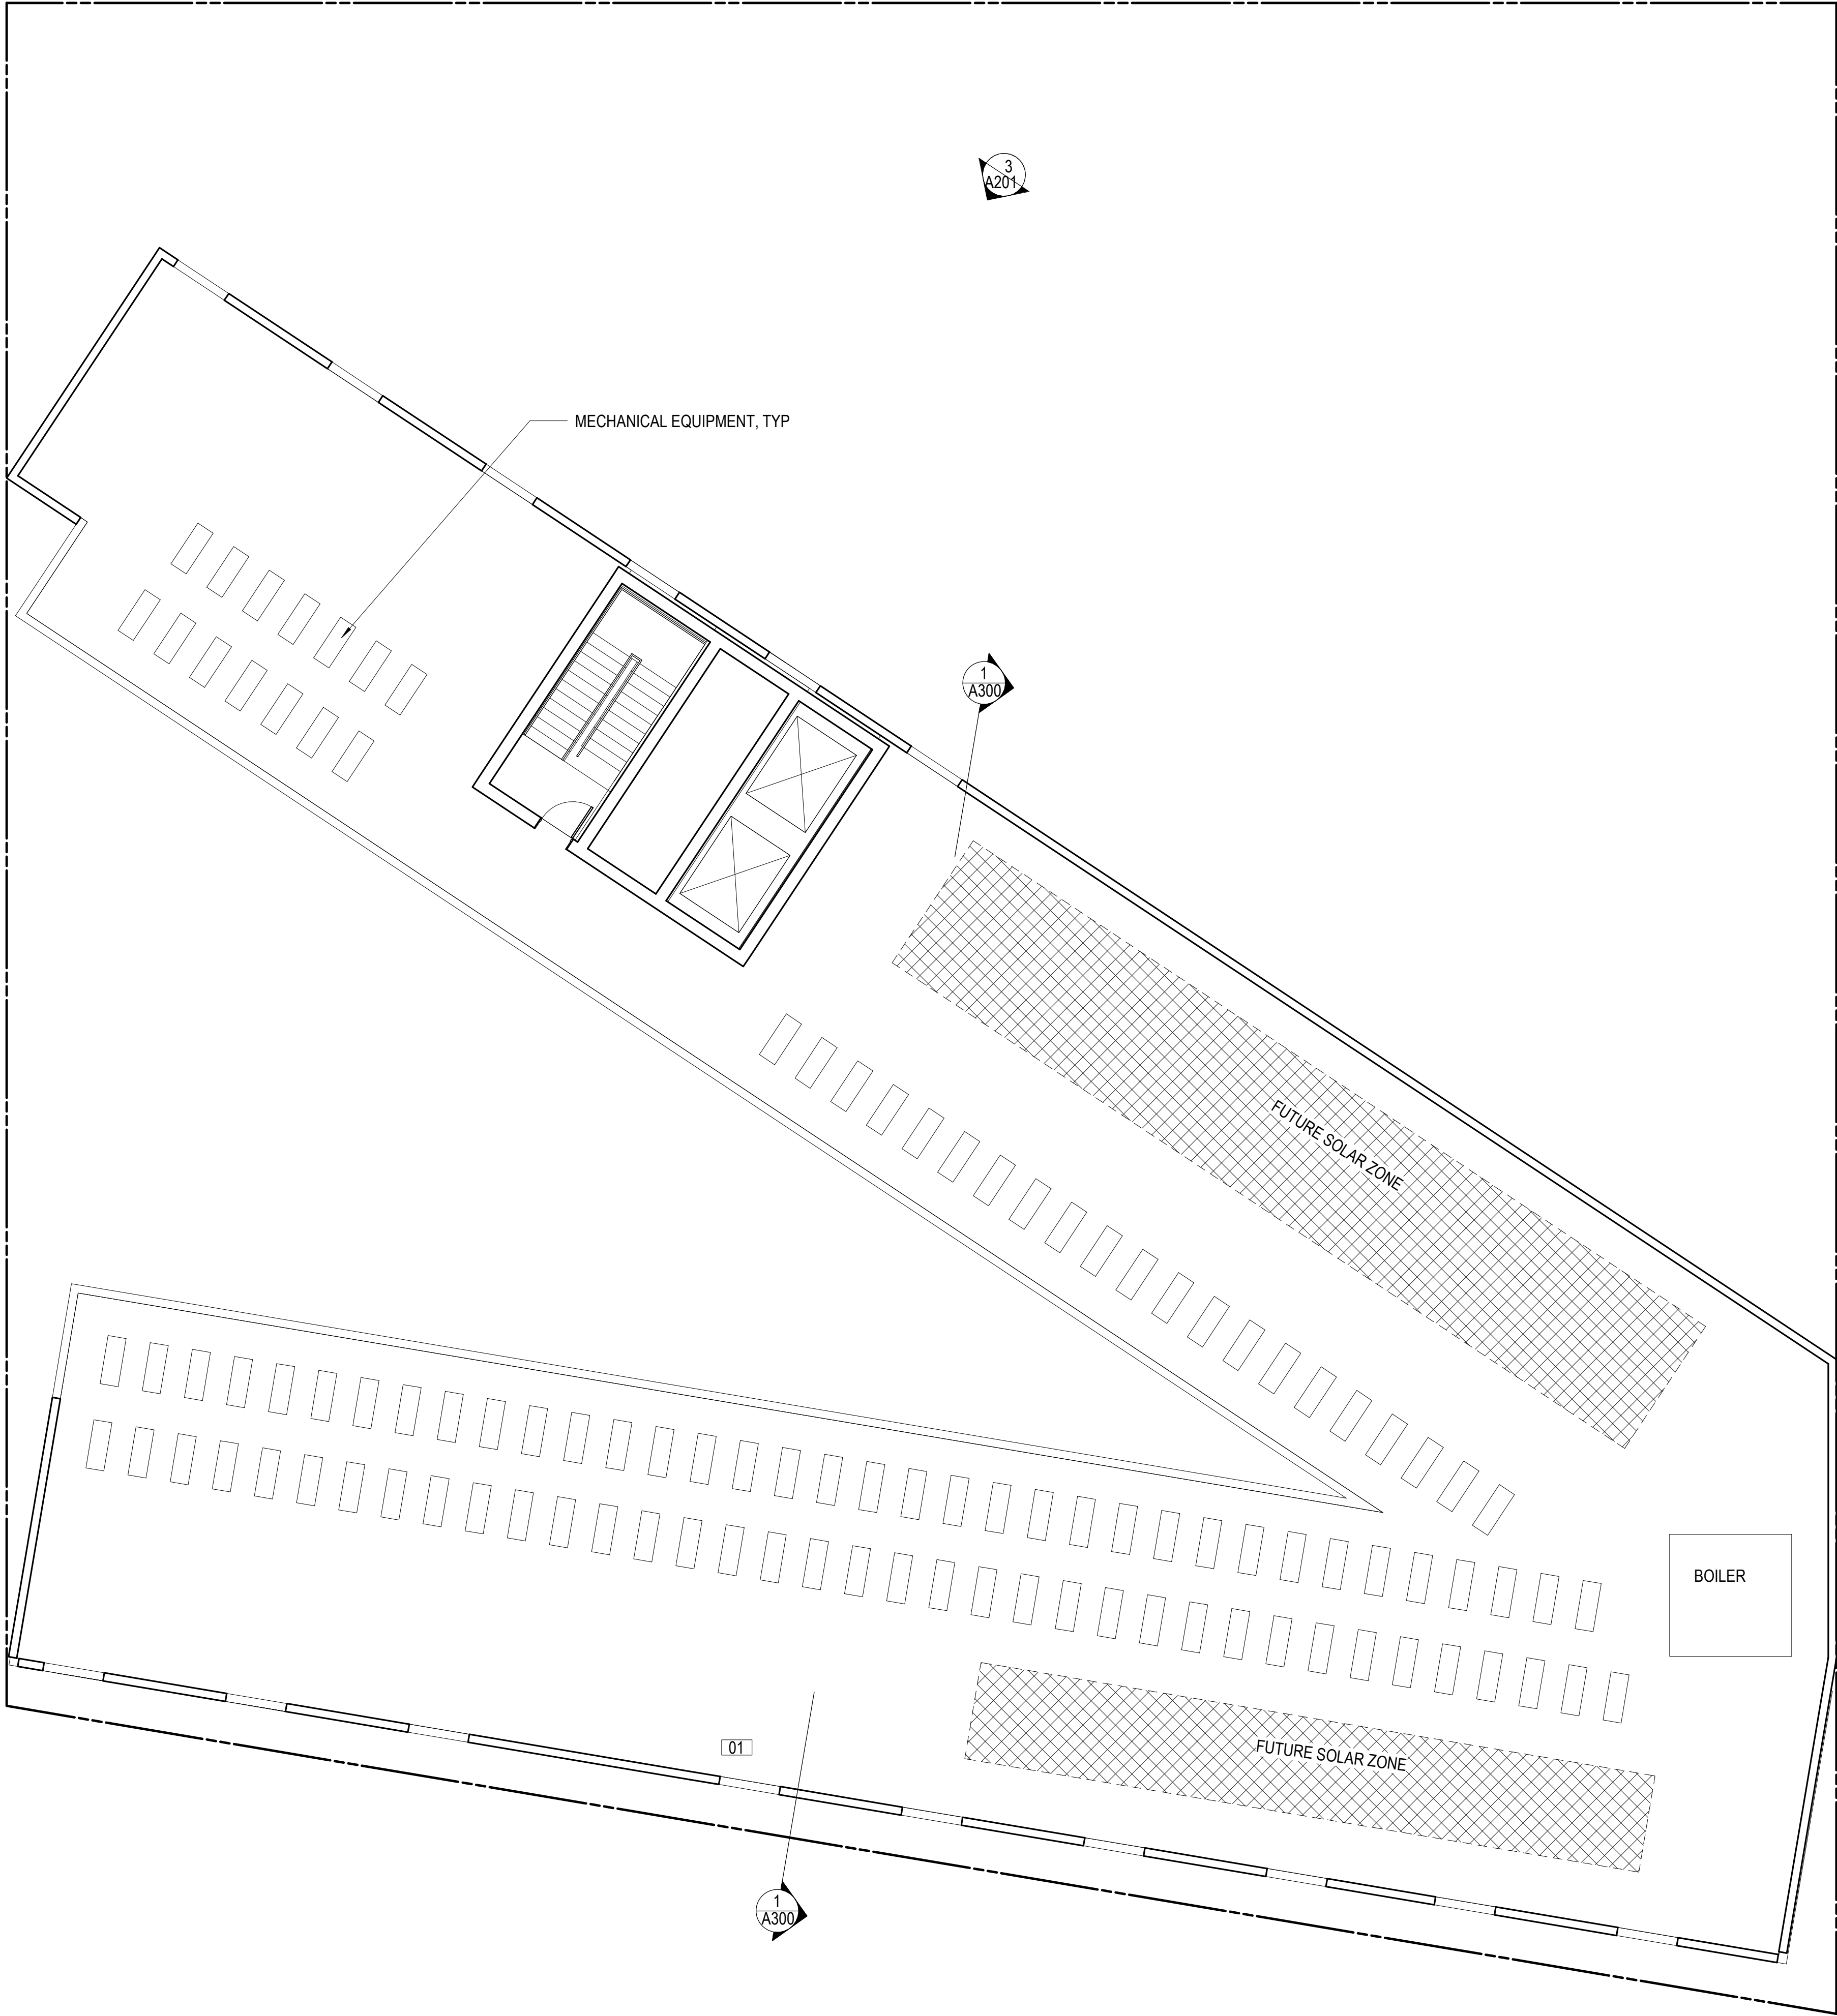 3
A201
MECHANICAL EQUIPMENT, TYP
1
A300
FUTURE SOLAR ZONE
BOILER
01
FUTURE SOLAR ZONE
1
A300